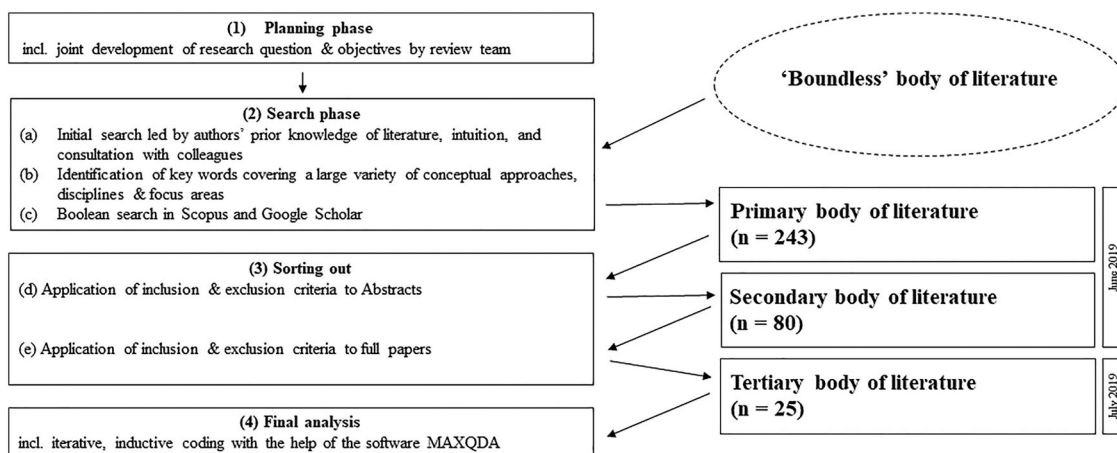 (1) Planning phase
incl. joint development of research question & objectives by review team
‘Boundless’ body of literature
(2) Search phase
(a) Initial search led by authors’ prior knowledge of literature, intuition, and
consultation with colleagues
(b) Identification of key words covering a large variety of conceptual approaches,
disciplines & focus areas
(c) Boolean search in Scopus and Google Scholar
Primary body of literature
(n = 243)
(3) Sorting out
(d) Application of inclusion & exclusion criteria to Abstracts
Secondary body of literature
(n = 80)
June 2019
(e) Application of inclusion & exclusion criteria to full papers
Tertiary body of literature
(n = 25)
July 2019
(4) Final analysis
incl. iterative, inductive coding with the help of the software MAXQDA